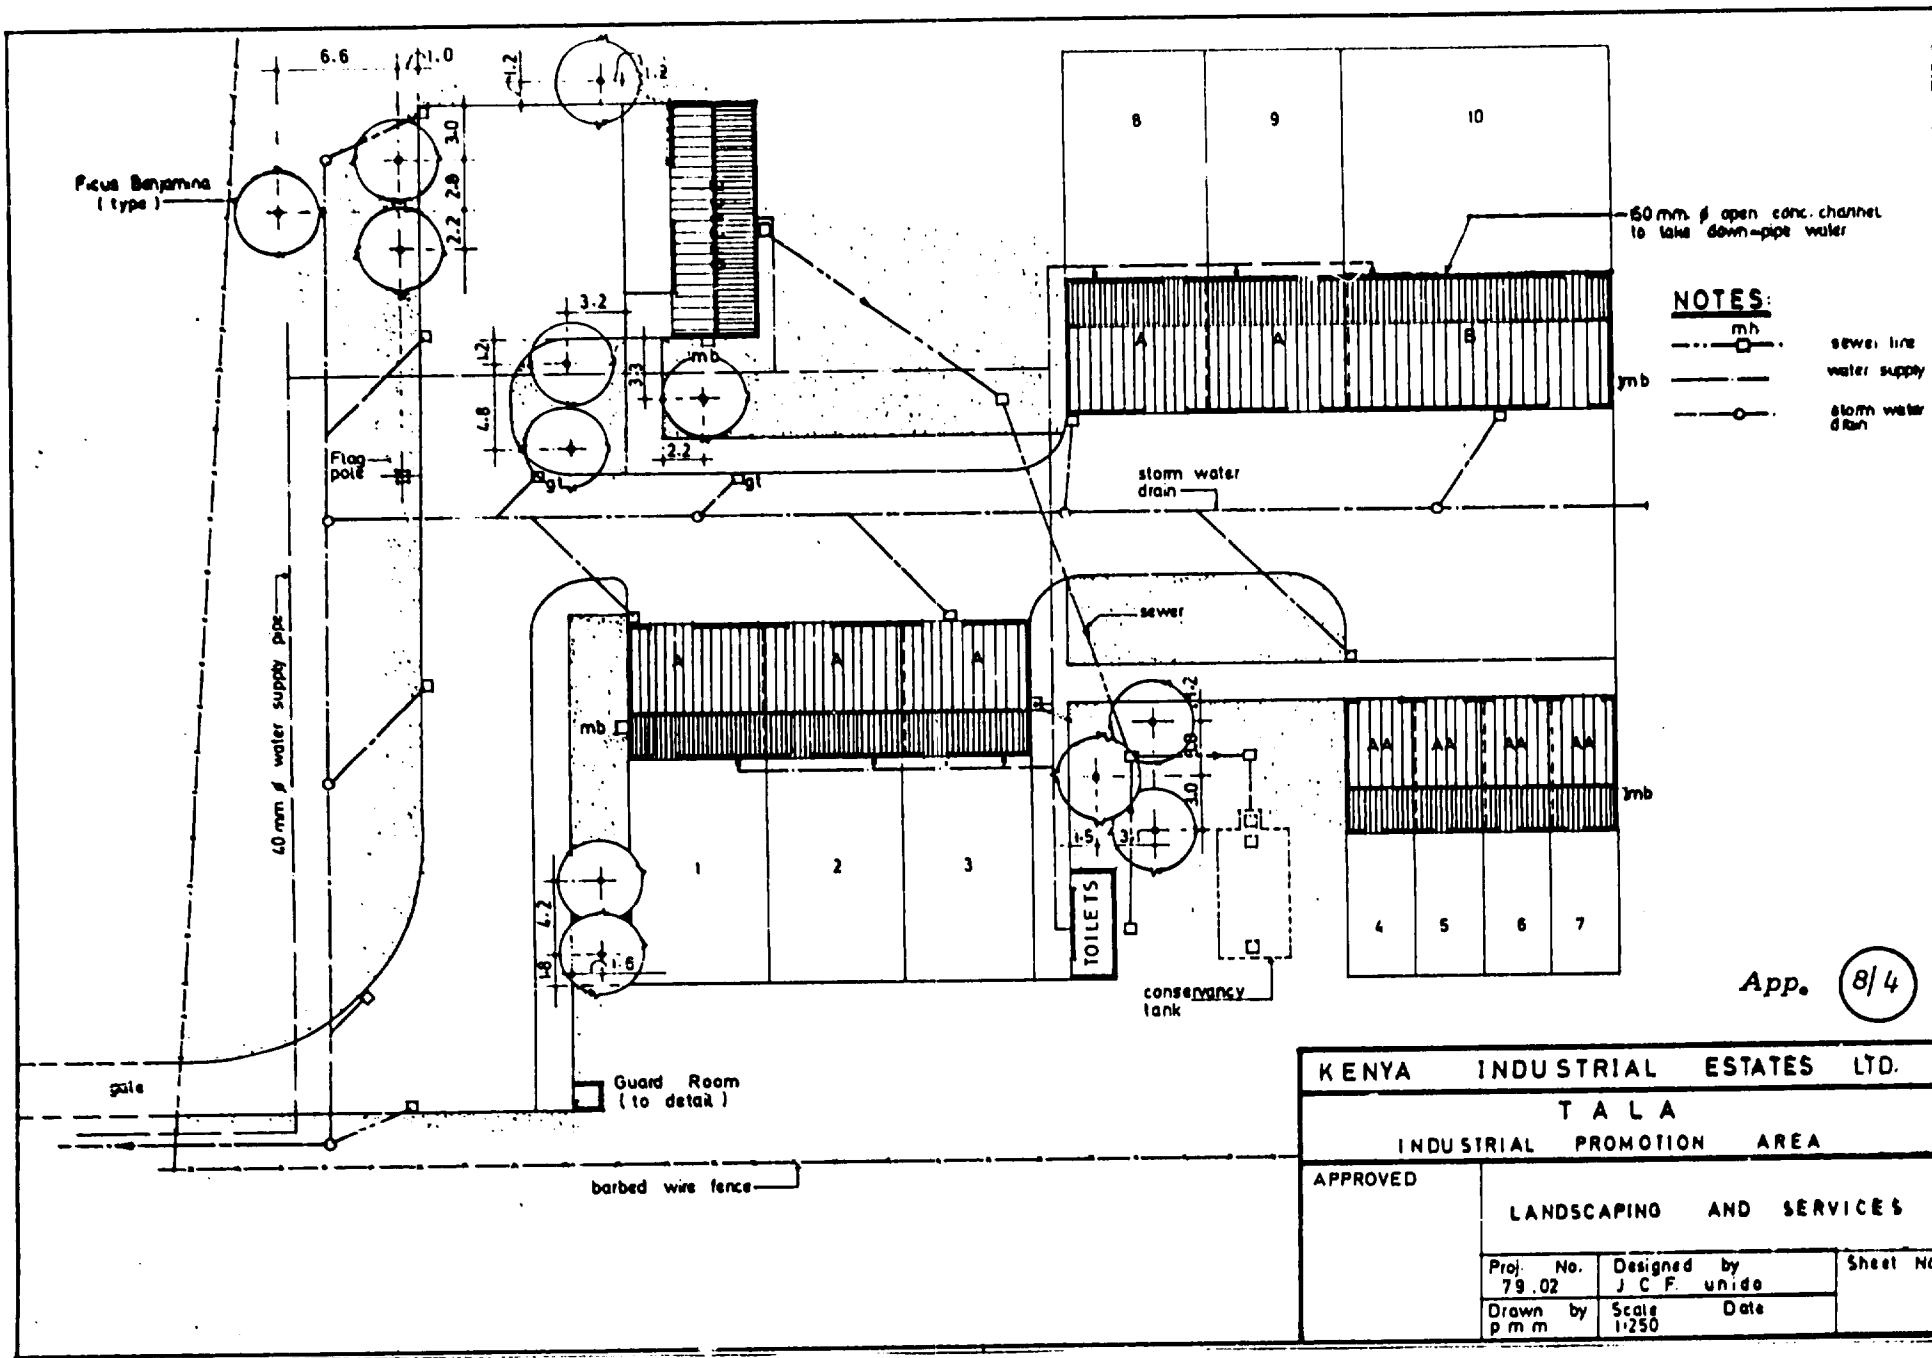 6.6
1.0
1.2
1.2
3.0
2.8
2.2
Ficus Benjamina
( type )
8
9
10
150 mm ø open conc. channel
to take down-pipe water
NOTES:
mh
sewer line
water supply
storm water
drain
3.2
1.2
4.8
3.3
mb
2.2
A
A
B
mb
Flag
pole
gt
gt
storm water
drain
40 mm ø water supply pipe
sewer
A
A
A
mb
1.2
3.0
1.5
3.1
AA
AA
AA
AA
mb
1
2
3
4
5
6
7
4.2
1.8
1.6
TOILETS
conservancy
tank
App. 8/4
gate
Guard Room
( to detail )
barbed wire fence
KENYA INDUSTRIAL ESTATES LTD.
TALA
INDUSTRIAL PROMOTION AREA
APPROVED
LANDSCAPING AND SERVICES
Proj. No.
79.02
Designed by
J C F. unido
Sheet No
Drawn by
p m m
Scale
1:250
Date